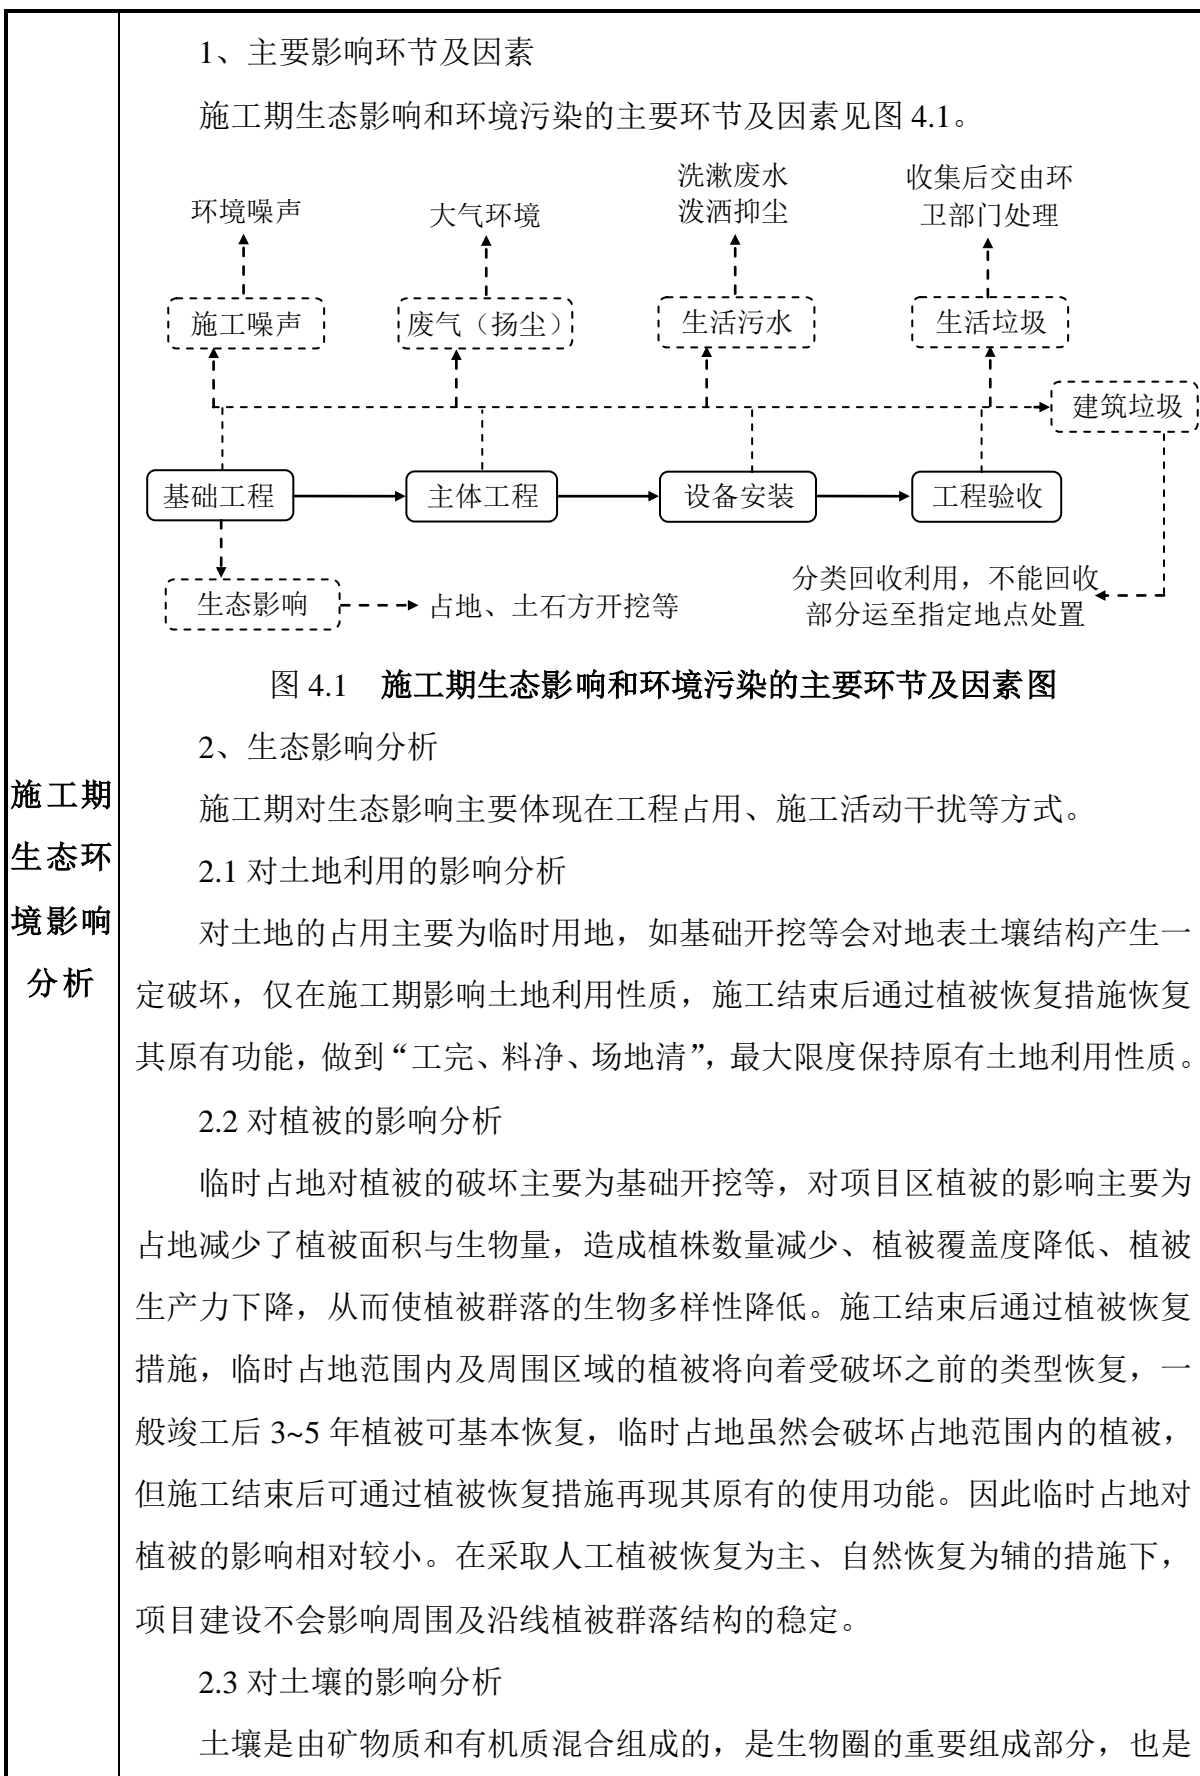 1、主要影响环节及因素
施工期生态影响和环境污染的主要环节及因素见图 4.1。
洗漱废水
泼洒抑尘
收集后交由环
卫部门处理
环境噪声
大气环境
施工噪声
废气（扬尘）
生活污水
生活垃圾
建筑垃圾
基础工程
主体工程
设备安装
工程验收
生态影响
占地、土石方开挖等
分类回收利用，不能回收
部分运至指定地点处置
图 4.1 施工期生态影响和环境污染的主要环节及因素图
2、生态影响分析
施工期
生态环
境影响
分析
施工期对生态影响主要体现在工程占用、施工活动干扰等方式。
2.1 对土地利用的影响分析
对土地的占用主要为临时用地，如基础开挖等会对地表土壤结构产生一
定破坏，仅在施工期影响土地利用性质，施工结束后通过植被恢复措施恢复
其原有功能，做到“工完、料净、场地清”，最大限度保持原有土地利用性质。
2.2 对植被的影响分析
临时占地对植被的破坏主要为基础开挖等，对项目区植被的影响主要为
占地减少了植被面积与生物量，造成植株数量减少、植被覆盖度降低、植被
生产力下降，从而使植被群落的生物多样性降低。施工结束后通过植被恢复
措施，临时占地范围内及周围区域的植被将向着受破坏之前的类型恢复，一
般竣工后 3~5 年植被可基本恢复，临时占地虽然会破坏占地范围内的植被，
但施工结束后可通过植被恢复措施再现其原有的使用功能。因此临时占地对
植被的影响相对较小。在采取人工植被恢复为主、自然恢复为辅的措施下，
项目建设不会影响周围及沿线植被群落结构的稳定。
2.3 对土壤的影响分析
土壤是由矿物质和有机质混合组成的，是生物圈的重要组成部分，也是